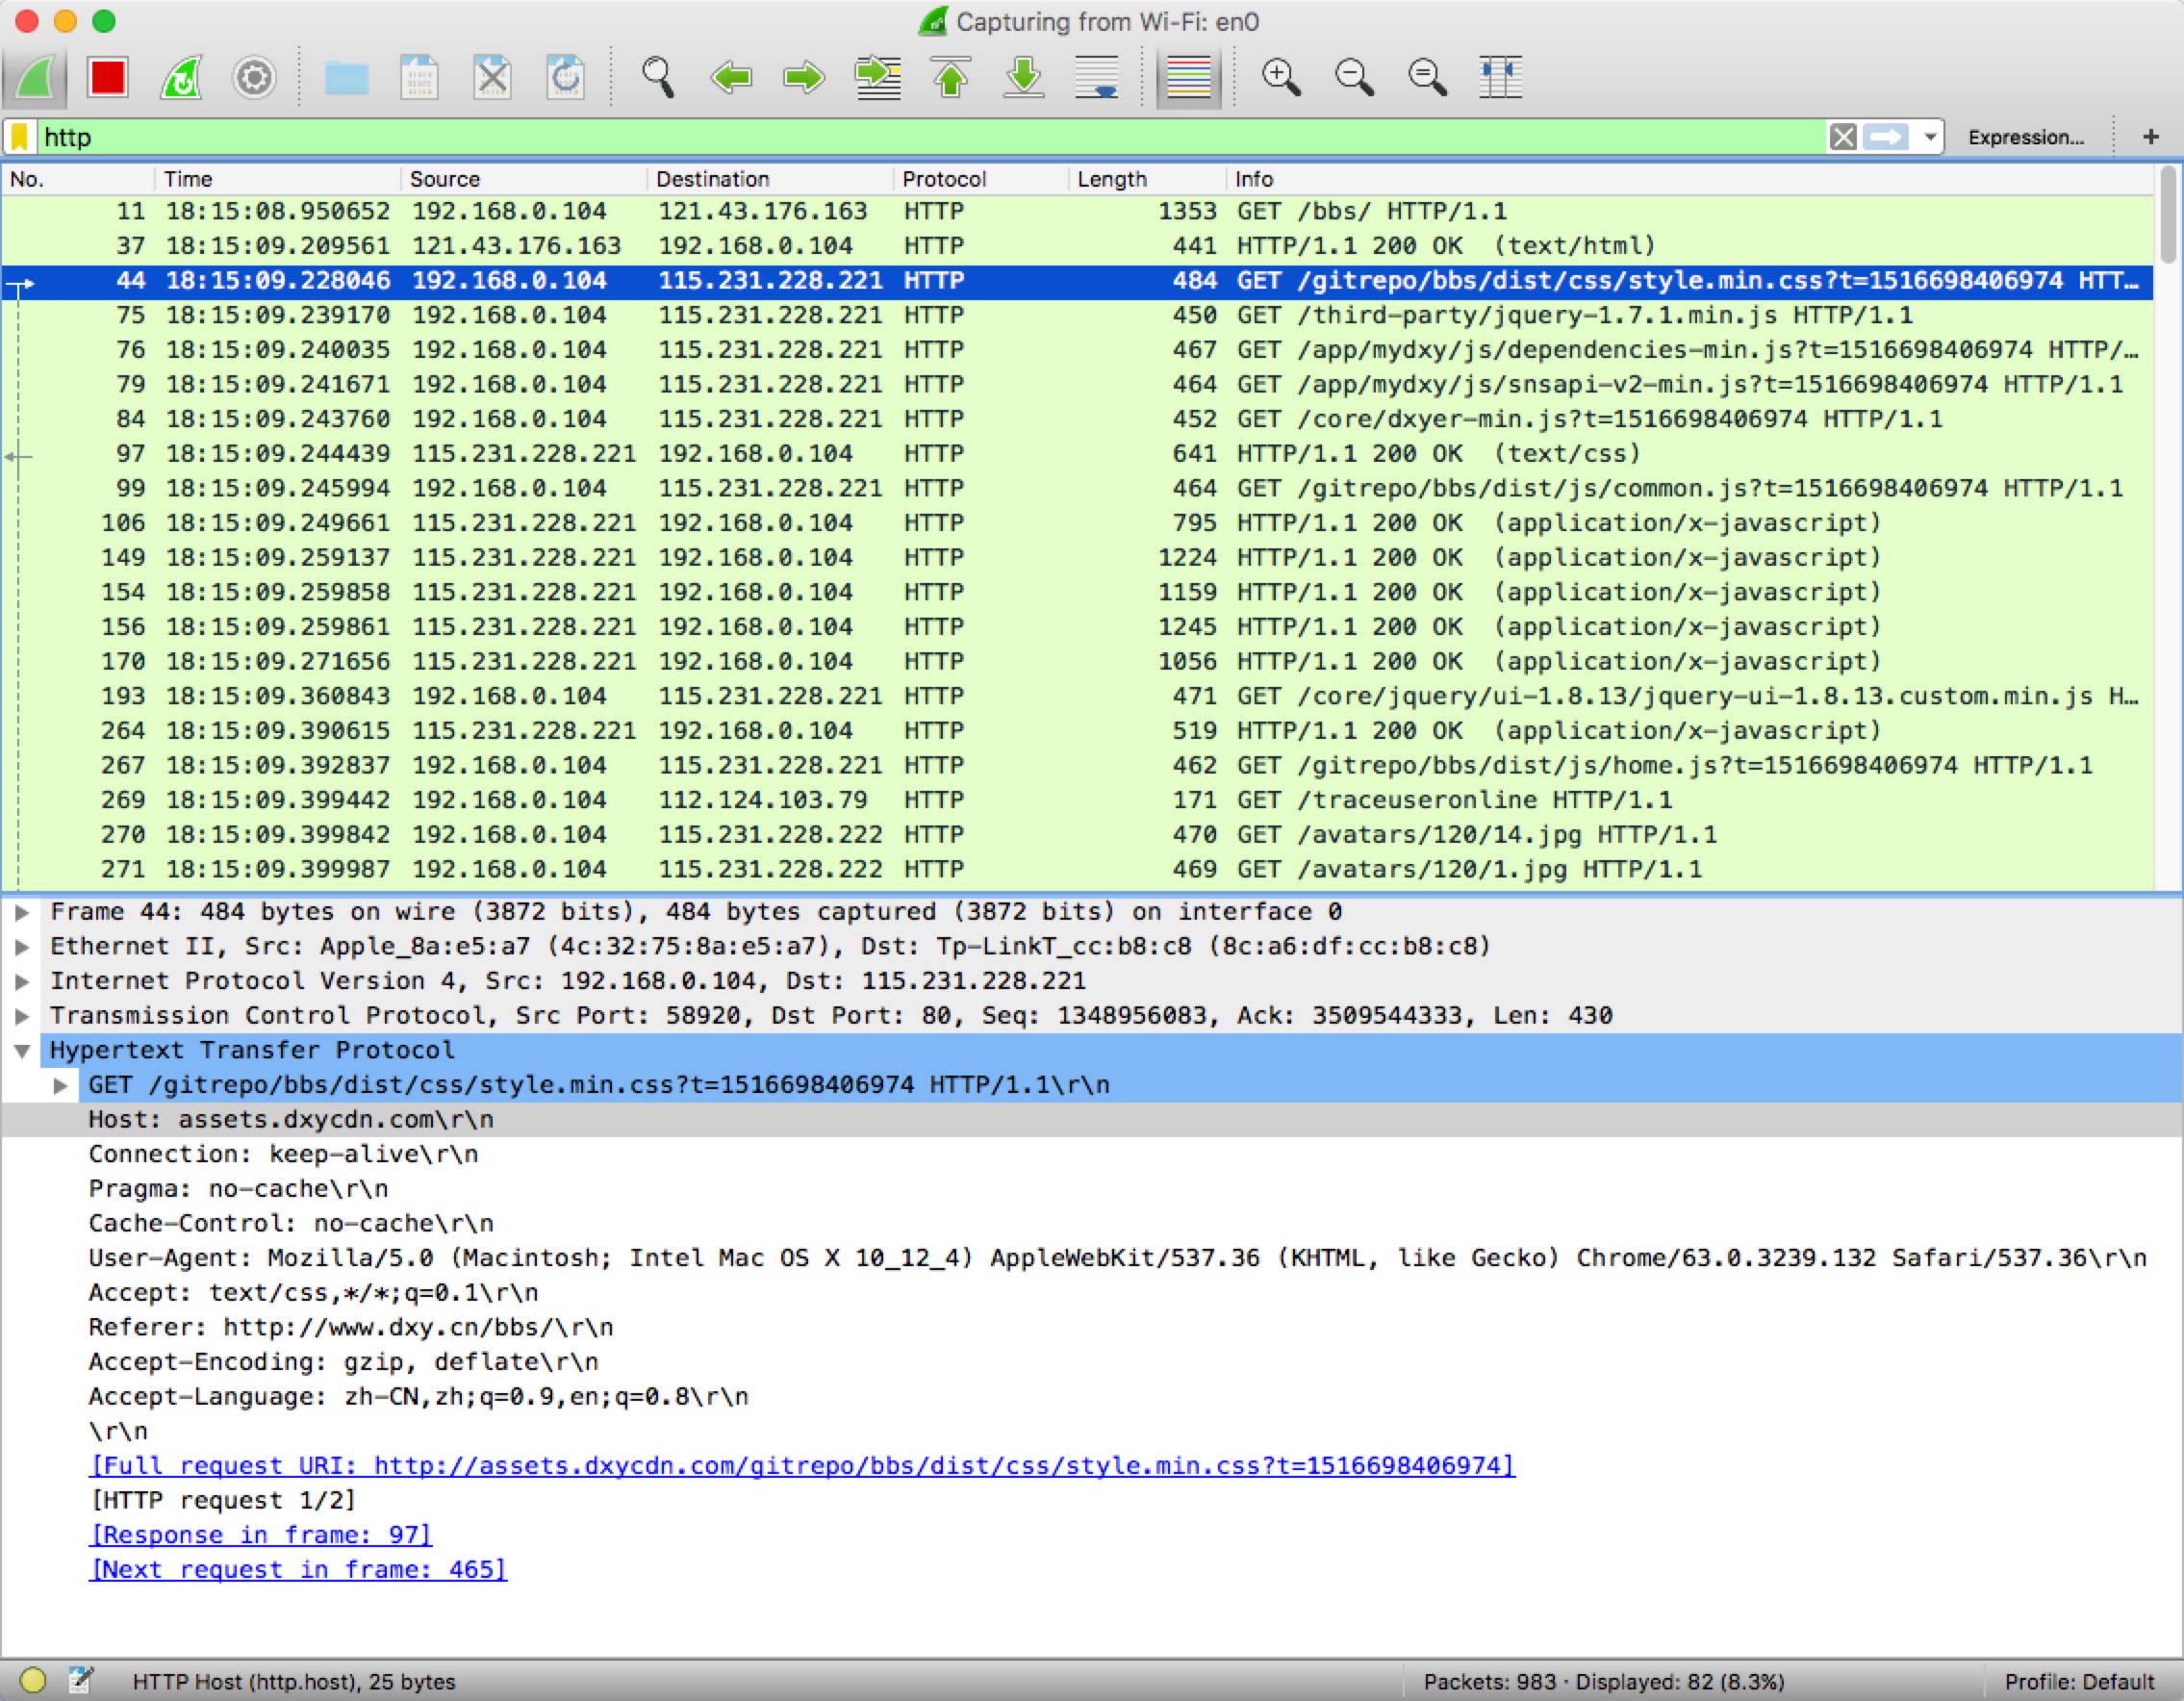 Capturing from Wi-Fi: en0
http Expression... +
No. Time Source Destination Protocol Length Info
11 18:15:08.950652 192.168.0.104 121.43.176.163 HTTP 1353 GET /bbs/ HTTP/1.1
37 18:15:09.209561 121.43.176.163 192.168.0.104 HTTP 441 HTTP/1.1 200 OK (text/html)
44 18:15:09.228046 192.168.0.104 115.231.228.221 HTTP 484 GET /gitrepo/bbs/dist/css/style.min.css?t=1516698406974 HTT…
75 18:15:09.239170 192.168.0.104 115.231.228.221 HTTP 450 GET /third-party/jquery-1.7.1.min.js HTTP/1.1
76 18:15:09.240035 192.168.0.104 115.231.228.221 HTTP 467 GET /app/mydxy/js/dependencies-min.js?t=1516698406974 HTTP/…
79 18:15:09.241671 192.168.0.104 115.231.228.221 HTTP 464 GET /app/mydxy/js/snsapi-v2-min.js?t=1516698406974 HTTP/1.1
84 18:15:09.243760 192.168.0.104 115.231.228.221 HTTP 452 GET /core/dxyer-min.js?t=1516698406974 HTTP/1.1
97 18:15:09.244439 115.231.228.221 192.168.0.104 HTTP 641 HTTP/1.1 200 OK (text/css)
99 18:15:09.245994 192.168.0.104 115.231.228.221 HTTP 464 GET /gitrepo/bbs/dist/js/common.js?t=1516698406974 HTTP/1.1
106 18:15:09.249661 115.231.228.221 192.168.0.104 HTTP 795 HTTP/1.1 200 OK (application/x-javascript)
149 18:15:09.259137 115.231.228.221 192.168.0.104 HTTP 1224 HTTP/1.1 200 OK (application/x-javascript)
154 18:15:09.259858 115.231.228.221 192.168.0.104 HTTP 1159 HTTP/1.1 200 OK (application/x-javascript)
156 18:15:09.259861 115.231.228.221 192.168.0.104 HTTP 1245 HTTP/1.1 200 OK (application/x-javascript)
170 18:15:09.271656 115.231.228.221 192.168.0.104 HTTP 1056 HTTP/1.1 200 OK (application/x-javascript)
193 18:15:09.360843 192.168.0.104 115.231.228.221 HTTP 471 GET /core/jquery/ui-1.8.13/jquery-ui-1.8.13.custom.min.js H…
264 18:15:09.390615 115.231.228.221 192.168.0.104 HTTP 519 HTTP/1.1 200 OK (application/x-javascript)
267 18:15:09.392837 192.168.0.104 115.231.228.221 HTTP 462 GET /gitrepo/bbs/dist/js/home.js?t=1516698406974 HTTP/1.1
269 18:15:09.399442 192.168.0.104 112.124.103.79 HTTP 171 GET /traceuseronline HTTP/1.1
270 18:15:09.399842 192.168.0.104 115.231.228.222 HTTP 470 GET /avatars/120/14.jpg HTTP/1.1
271 18:15:09.399987 192.168.0.104 115.231.228.222 HTTP 469 GET /avatars/120/1.jpg HTTP/1.1
Frame 44: 484 bytes on wire (3872 bits), 484 bytes captured (3872 bits) on interface 0
Ethernet II, Src: Apple_8a:e5:a7 (4c:32:75:8a:e5:a7), Dst: Tp-LinkT_cc:b8:c8 (8c:a6:df:cc:b8:c8)
Internet Protocol Version 4, Src: 192.168.0.104, Dst: 115.231.228.221
Transmission Control Protocol, Src Port: 58920, Dst Port: 80, Seq: 1348956083, Ack: 3509544333, Len: 430
Hypertext Transfer Protocol
GET /gitrepo/bbs/dist/css/style.min.css?t=1516698406974 HTTP/1.1\r\n
Host: assets.dxycdn.com\r\n
Connection: keep-alive\r\n
Pragma: no-cache\r\n
Cache-Control: no-cache\r\n
User-Agent: Mozilla/5.0 (Macintosh; Intel Mac OS X 10_12_4) AppleWebKit/537.36 (KHTML, like Gecko) Chrome/63.0.3239.132 Safari/537.36\r\n
Accept: text/css,*/*;q=0.1\r\n
Referer: http://www.dxy.cn/bbs/\r\n
Accept-Encoding: gzip, deflate\r\n
Accept-Language: zh-CN,zh;q=0.9,en;q=0.8\r\n
\r\n
[Full request URI: http://assets.dxycdn.com/gitrepo/bbs/dist/css/style.min.css?t=1516698406974]
[HTTP request 1/2]
[Response in frame: 97]
[Next request in frame: 465]
HTTP Host (http.host), 25 bytes Packets: 983 · Displayed: 82 (8.3%) Profile: Default